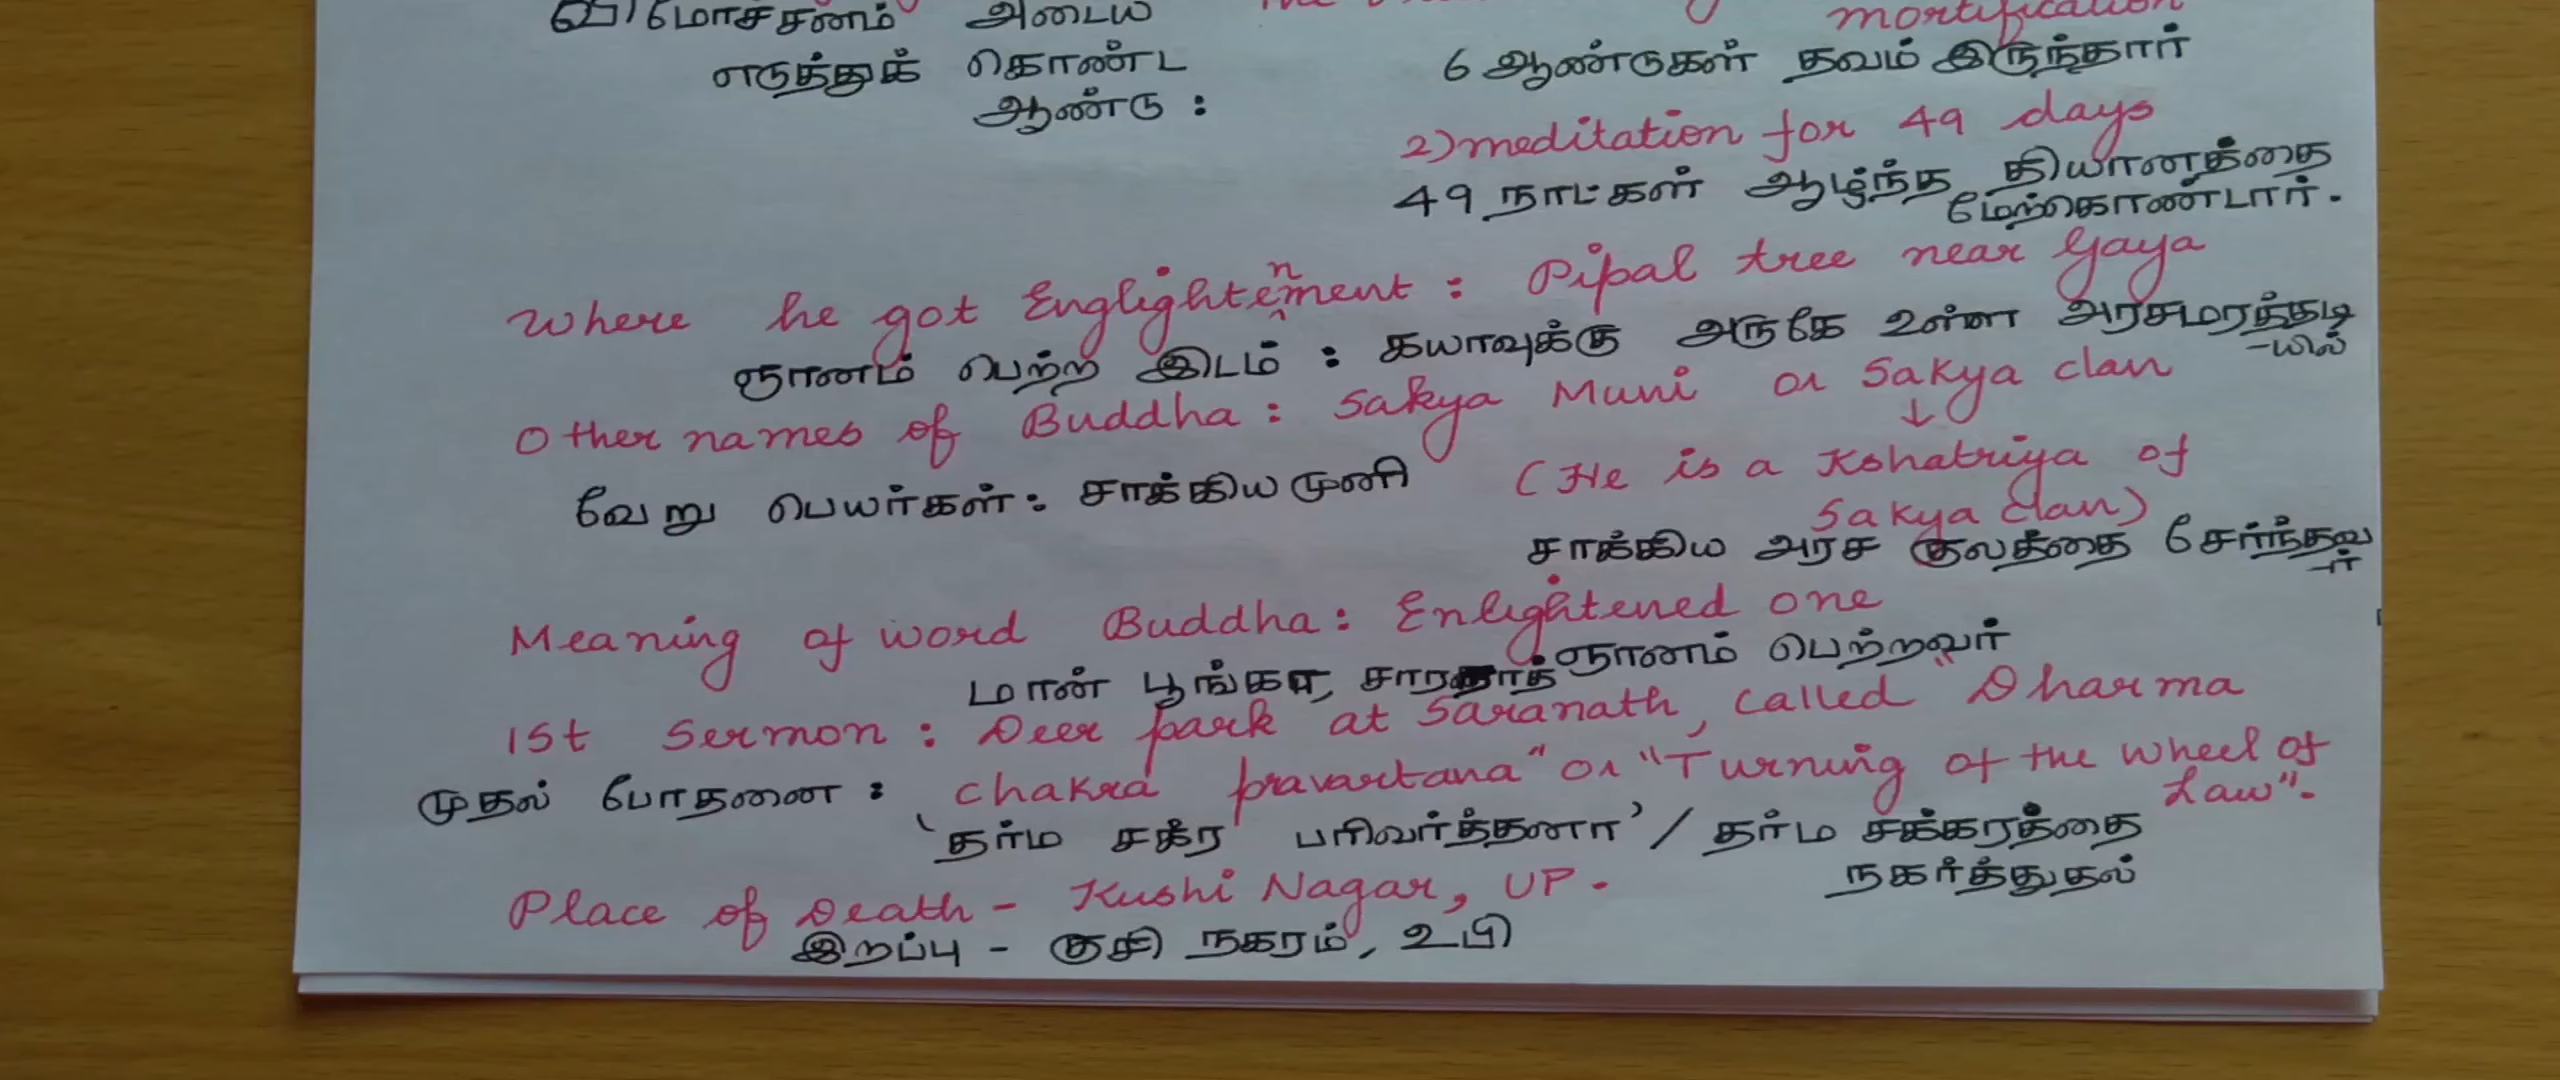 விமோச்சனம் அடைய
mortification
எடுத்துக் கொண்ட
ஆண்டு :
6 ஆண்டுகள் தவம் இருந்தார்
2) meditation for 49 days
49 நாட்கள் ஆழ்ந்த தியானத்தை
மேற்கொண்டார்.
Where he got Englightenment : Pipal tree near Gaya
ஞானம் பெற்ற இடம் : கயாவுக்கு அருகே உள்ள அரசமரத்தடி
-யில்
Other names of Buddha : Sakya Muni or Sakya clan
↓
வேறு பெயர்கள் : சாக்கிய முனி (He is a Kshatriya of
Sakya clan)
சாக்கிய அரச குலத்தை சேர்ந்தவ
-ர்
Meaning of word Buddha : Enlightened one
ஞானம் பெற்றவர்
மான் பூங்கா, சாரநாத்
1st Sermon : Deer park at Saranath, called "Dharma
முதல் போதனை : chakra pravartana" or "Turning of the wheel of
Law".
'தர்ம சக்ர பரிவர்த்தனா' / தர்ம சக்கரத்தை
நகர்த்துதல்
Place of Death - Kushi Nagar, UP.
இறப்பு - குசி நகரம், உபி